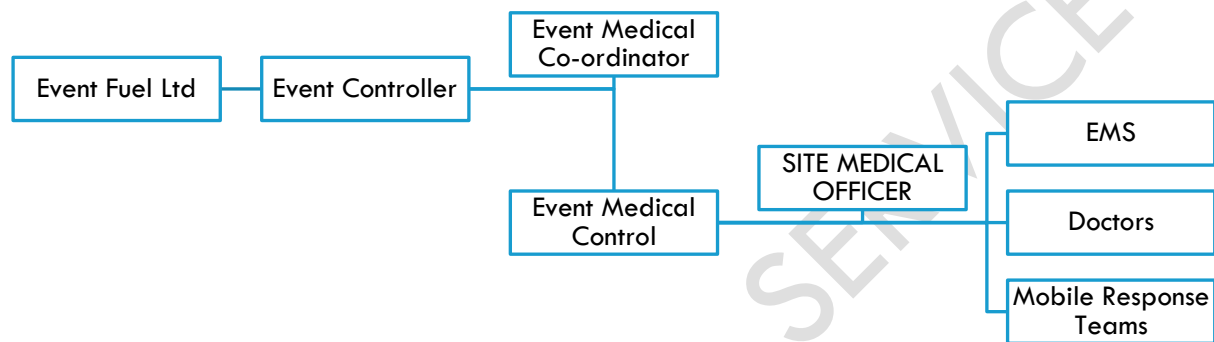 Event Medical
Co-ordinator
Event Fuel Ltd
Event Controller
EMS
SITE MEDICAL
OFFICER
Event Medical
Control
Doctors
Mobile Response
Teams
SERVICE